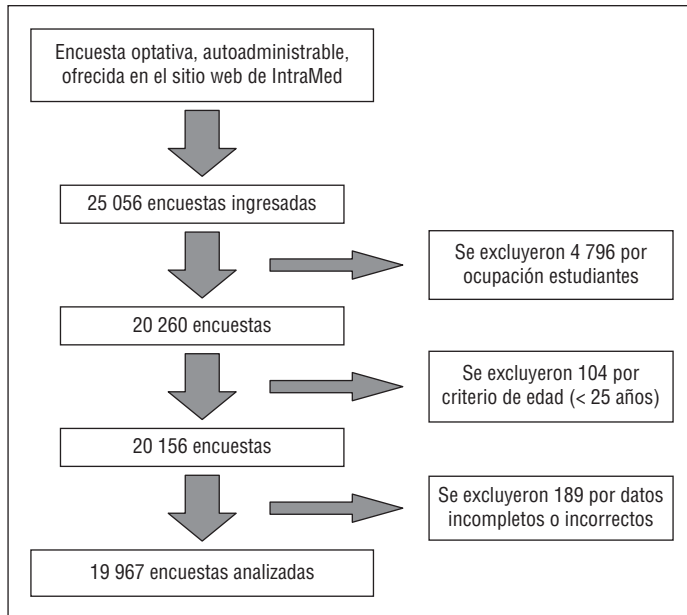 Encuesta optativa, autoadministrable,
ofrecida en el sitio web de IntraMed
25 056 encuestas ingresadas
Se excluyeron 4 796 por
ocupación estudiantes
20 260 encuestas
Se excluyeron 104 por
criterio de edad (< 25 años)
20 156 encuestas
Se excluyeron 189 por datos
incompletos o incorrectos
19 967 encuestas analizadas